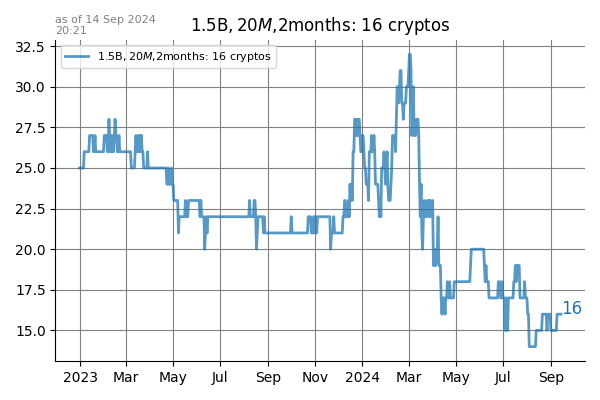 as of 14 Sep 2024
20:21
1.5B, 20M,2months: 16 cryptos
1.5B, 20M,2months: 16 cryptos
32.5
30.0
27.5
25.0
22.5
20.0
17.5
15.0
16
2023 Mar May Jul Sep Nov 2024 Mar May Jul Sep